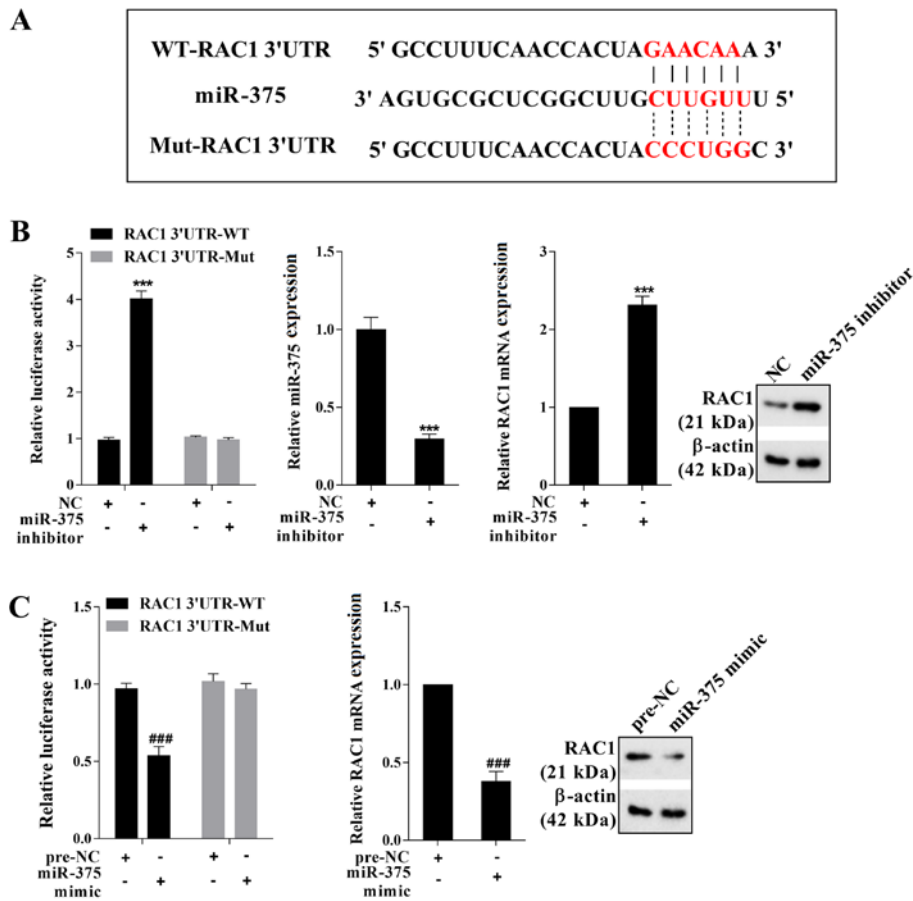 A
WT-RAC1 3'UTR 5' GCCUUUCAACCACUAGAACAAA 3'
miR-375 3' AGUGCGCUCGGCUUGCUUGUUU 5'
Mut-RAC1 3'UTR 5' GCCUUUCAACCACUACCCUGGC 3'
B
RAC1 3'UTR-WT
RAC1 3'UTR-Mut
Relative luciferase activity
5
4
2
1
0
***
NC + - + -
miR-375 inhibitor - + - +
Relative miR-375 expression
1.5
1.0
0.5
0.0
***
NC + -
miR-375 inhibitor - +
Relative RAC1 mRNA expression
3
2
1
0
***
NC + -
miR-375 inhibitor - +
NC
miR-375 inhibitor
RAC1
(21 kDa)
β-actin
(42 kDa)
C
RAC1 3'UTR-WT
RAC1 3'UTR-Mut
Relative luciferase activity
1.5
1.0
0.5
0.0
###
pre-NC + - + -
miR-375 mimic - + - +
Relative RAC1 mRNA expression
1.5
1.0
0.5
0.0
###
pre-NC + -
miR-375 mimic - +
pre-NC
miR-375 mimic
RAC1
(21 kDa)
β-actin
(42 kDa)